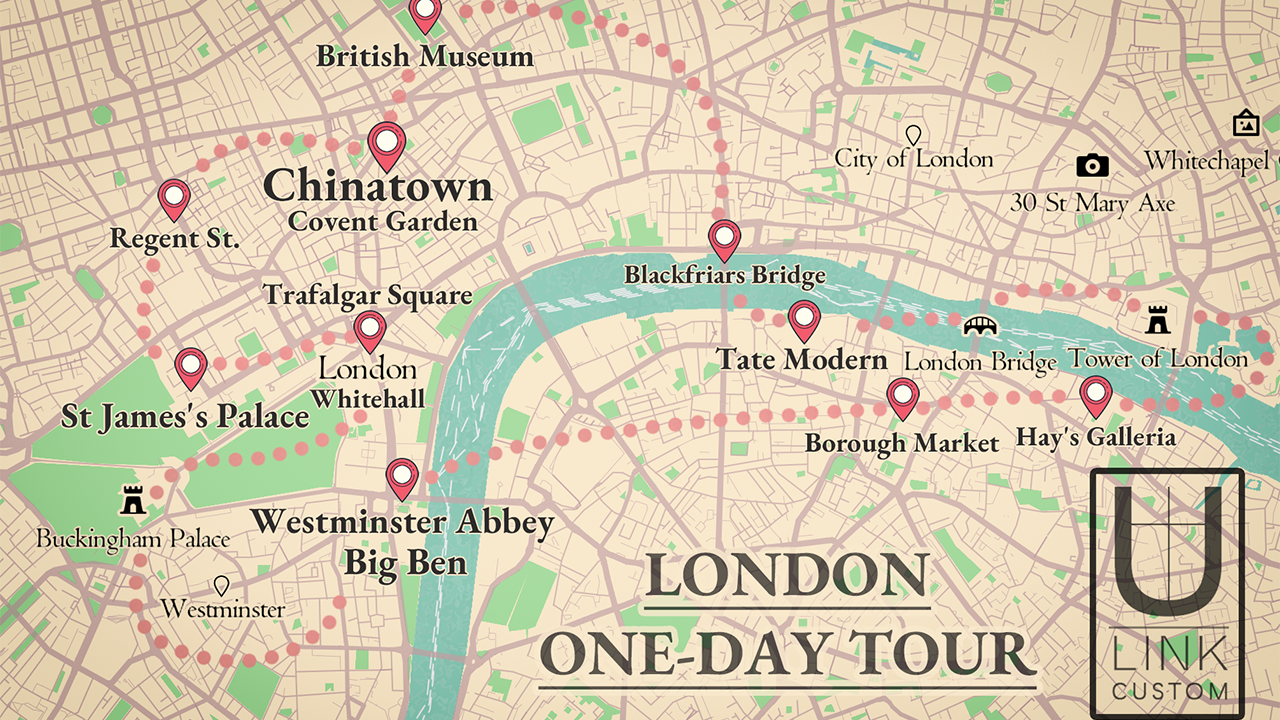 British Museum
City of London
Whitechapel
30 St Mary Axe
Chinatown
Covent Garden
Regent St.
Blackfriars Bridge
Trafalgar Square
London
Whitehall
Tate Modern
London Bridge
Tower of London
St James's Palace
Borough Market
Hay's Galleria
Buckingham Palace
Westminster Abbey
Big Ben
Westminster
LONDON
ONE-DAY TOUR
U
LINK
CUSTOM